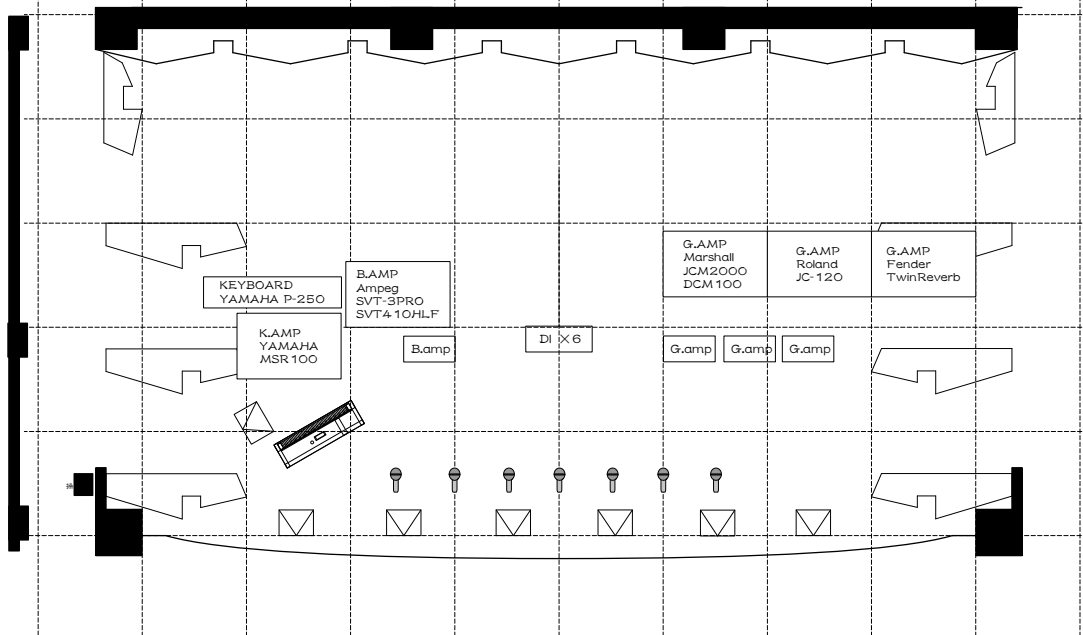 G.AMP
Marshall
JCM2000
DCM100
G.AMP
Roland
JC-120
G.AMP
Fender
TwinReverb
KEYBOARD
YAMAHA P-250
B.AMP
Ampeg
SVT-3PRO
SVT410HLF
K.AMP
YAMAHA
MSR100
B.amp
DI ×6
G.amp
G.amp
G.amp